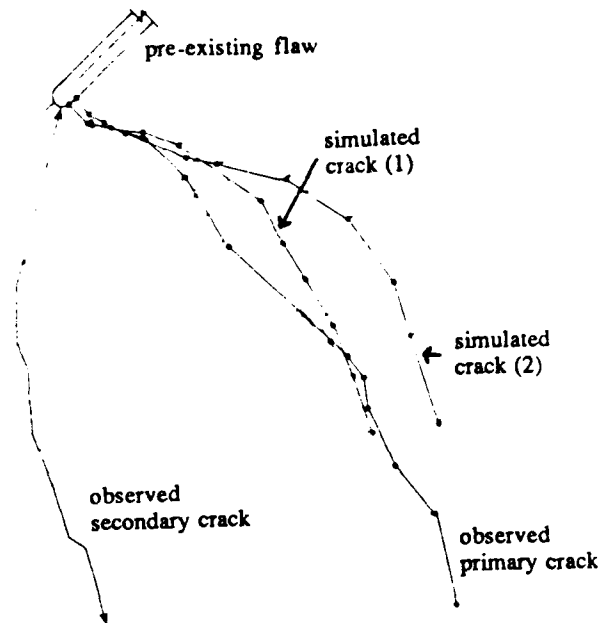 pre-existing flaw
simulated
crack (1)
simulated
crack (2)
observed
secondary crack
observed
primary crack